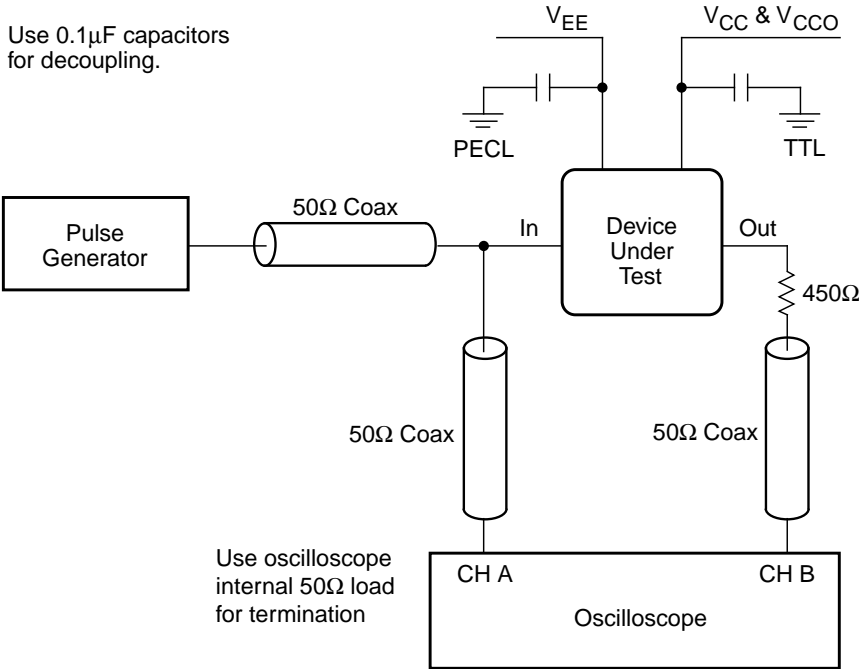 Use 0.1μF capacitors
for decoupling.
VEE
VCC & VCCO
PECL
TTL
Pulse
Generator
50Ω Coax
In
Device
Under
Test
Out
450Ω
50Ω Coax
50Ω Coax
Use oscilloscope
internal 50Ω load
for termination
CH A
CH B
Oscilloscope